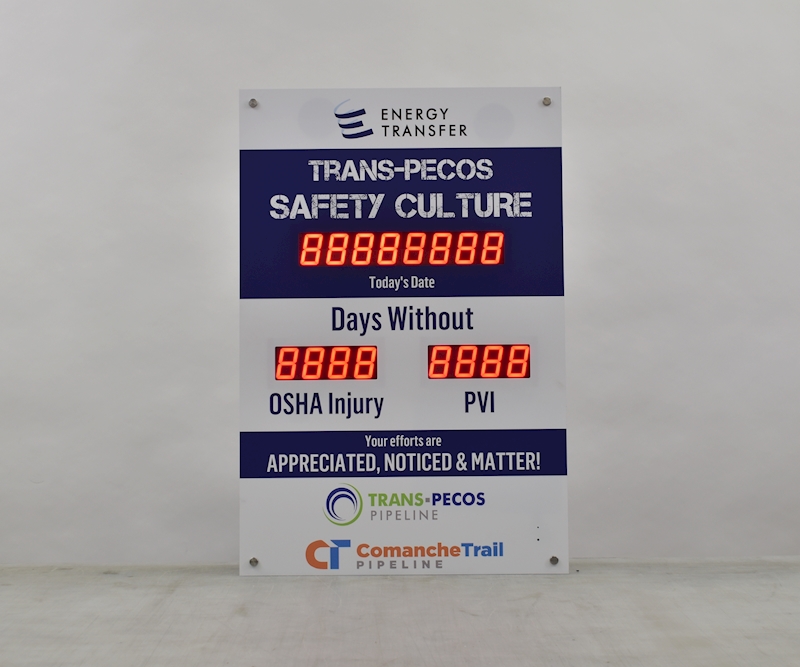 ENERGY
TRANSFER
TRANS-PECOS
SAFETY CULTURE
88888888
Today's Date
Days Without
8888 8888
OSHA Injury PVI
Your efforts are
APPRECIATED, NOTICED & MATTER!
TRANS-PECOS
PIPELINE
CT ComancheTrail
PIPELINE